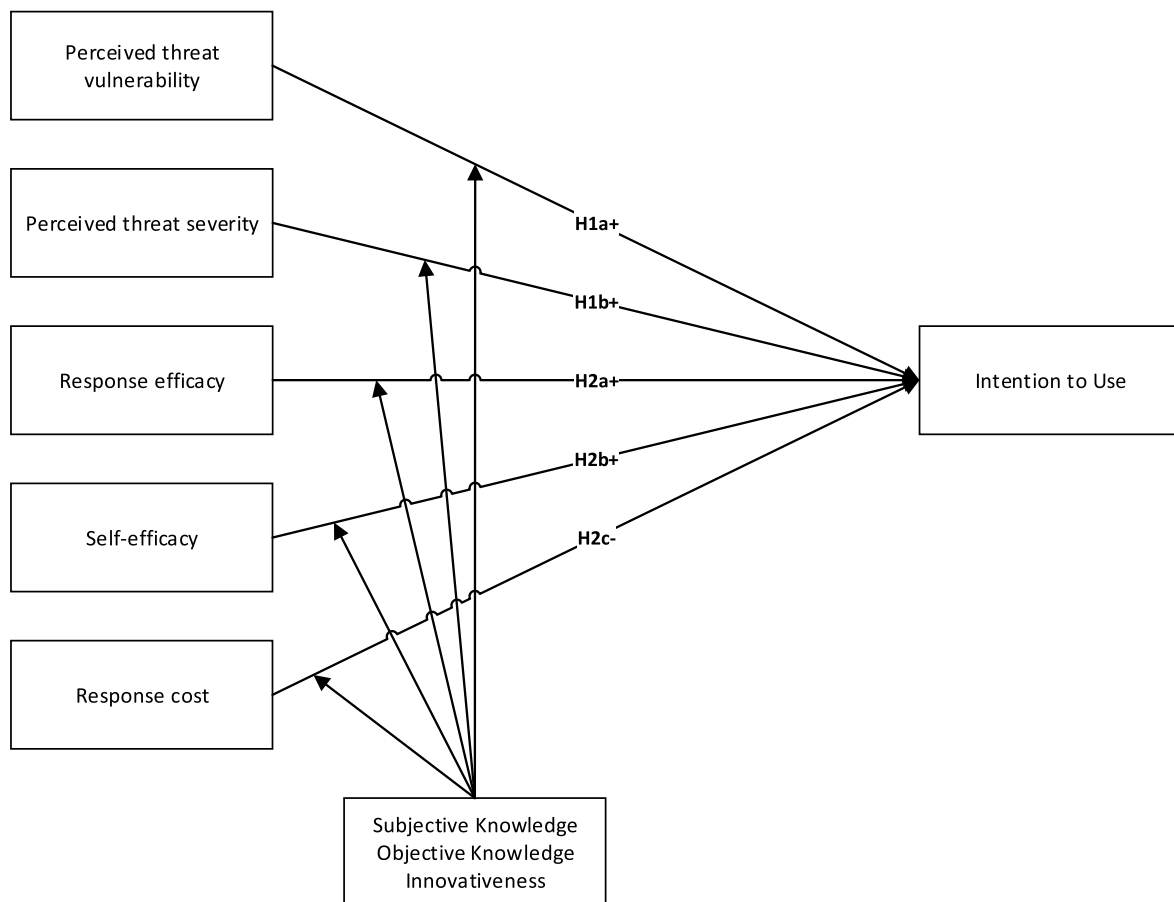 Perceived threat
vulnerability
Perceived threat severity
Response efficacy
Self-efficacy
Response cost
H1a+
H1b+
H2a+
H2b+
H2c-
Intention to Use
Subjective Knowledge
Objective Knowledge
Innovativeness